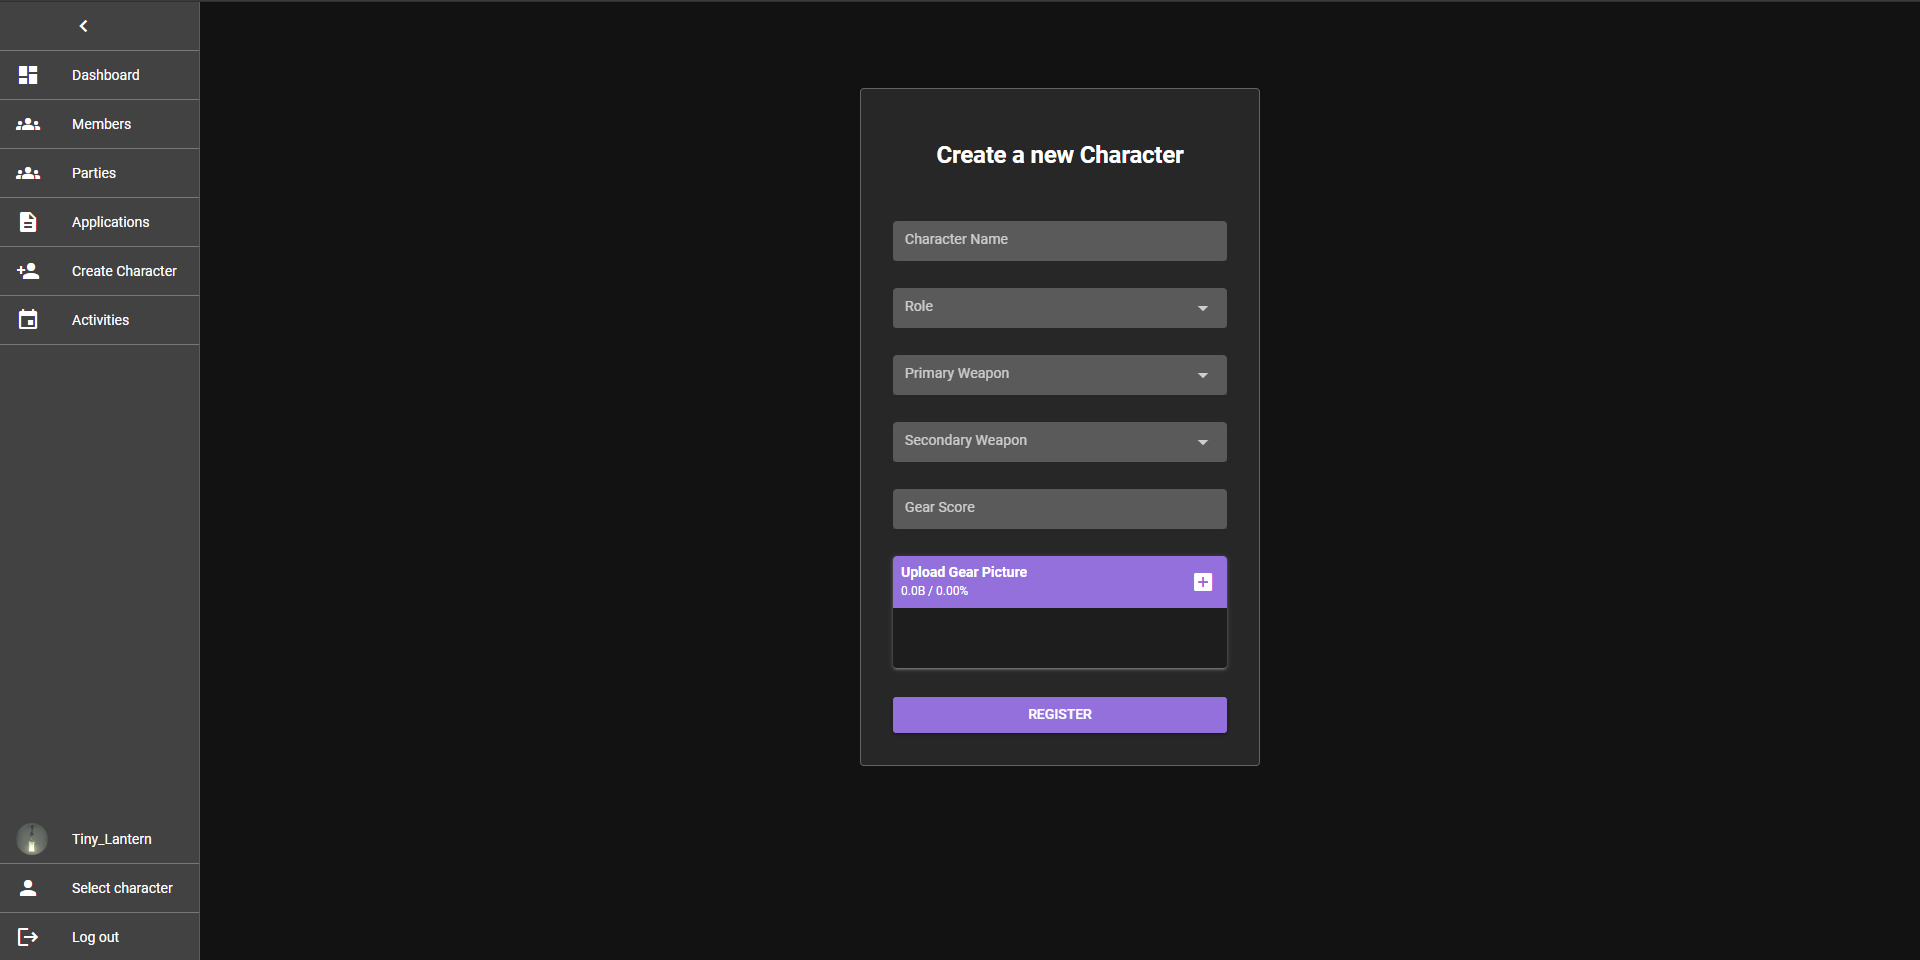 Dashboard
Members
Parties
Applications
Create Character
Activities
Tiny_Lantern
Select character
Log out
Create a new Character
Character Name
Role
Primary Weapon
Secondary Weapon
Gear Score
Upload Gear Picture
0.0B / 0.00%
REGISTER